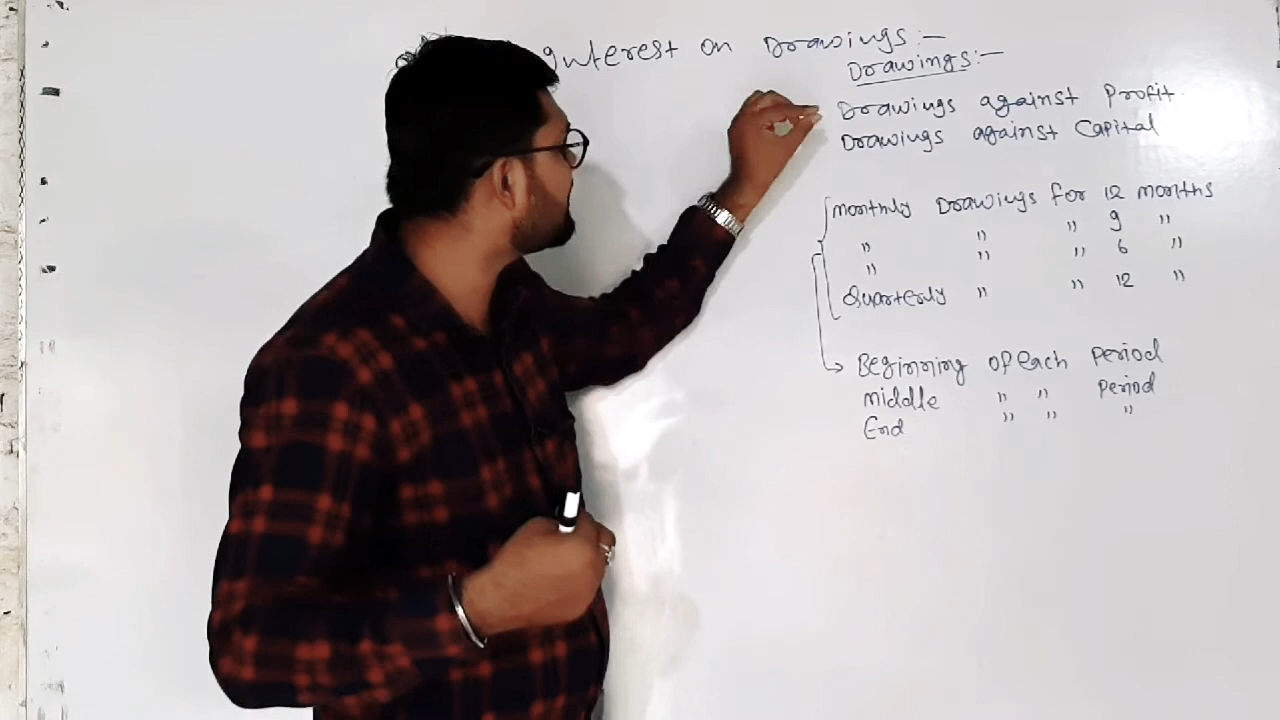 Interest on Drawings:-
Drawings:-
Drawings against Profit.
Drawings against Capital
Monthly Drawings for 12 months
" " " 9 "
" " " 6 "
Quarterly " " 12 "
Beginning of each period
middle " " Period
End " " "